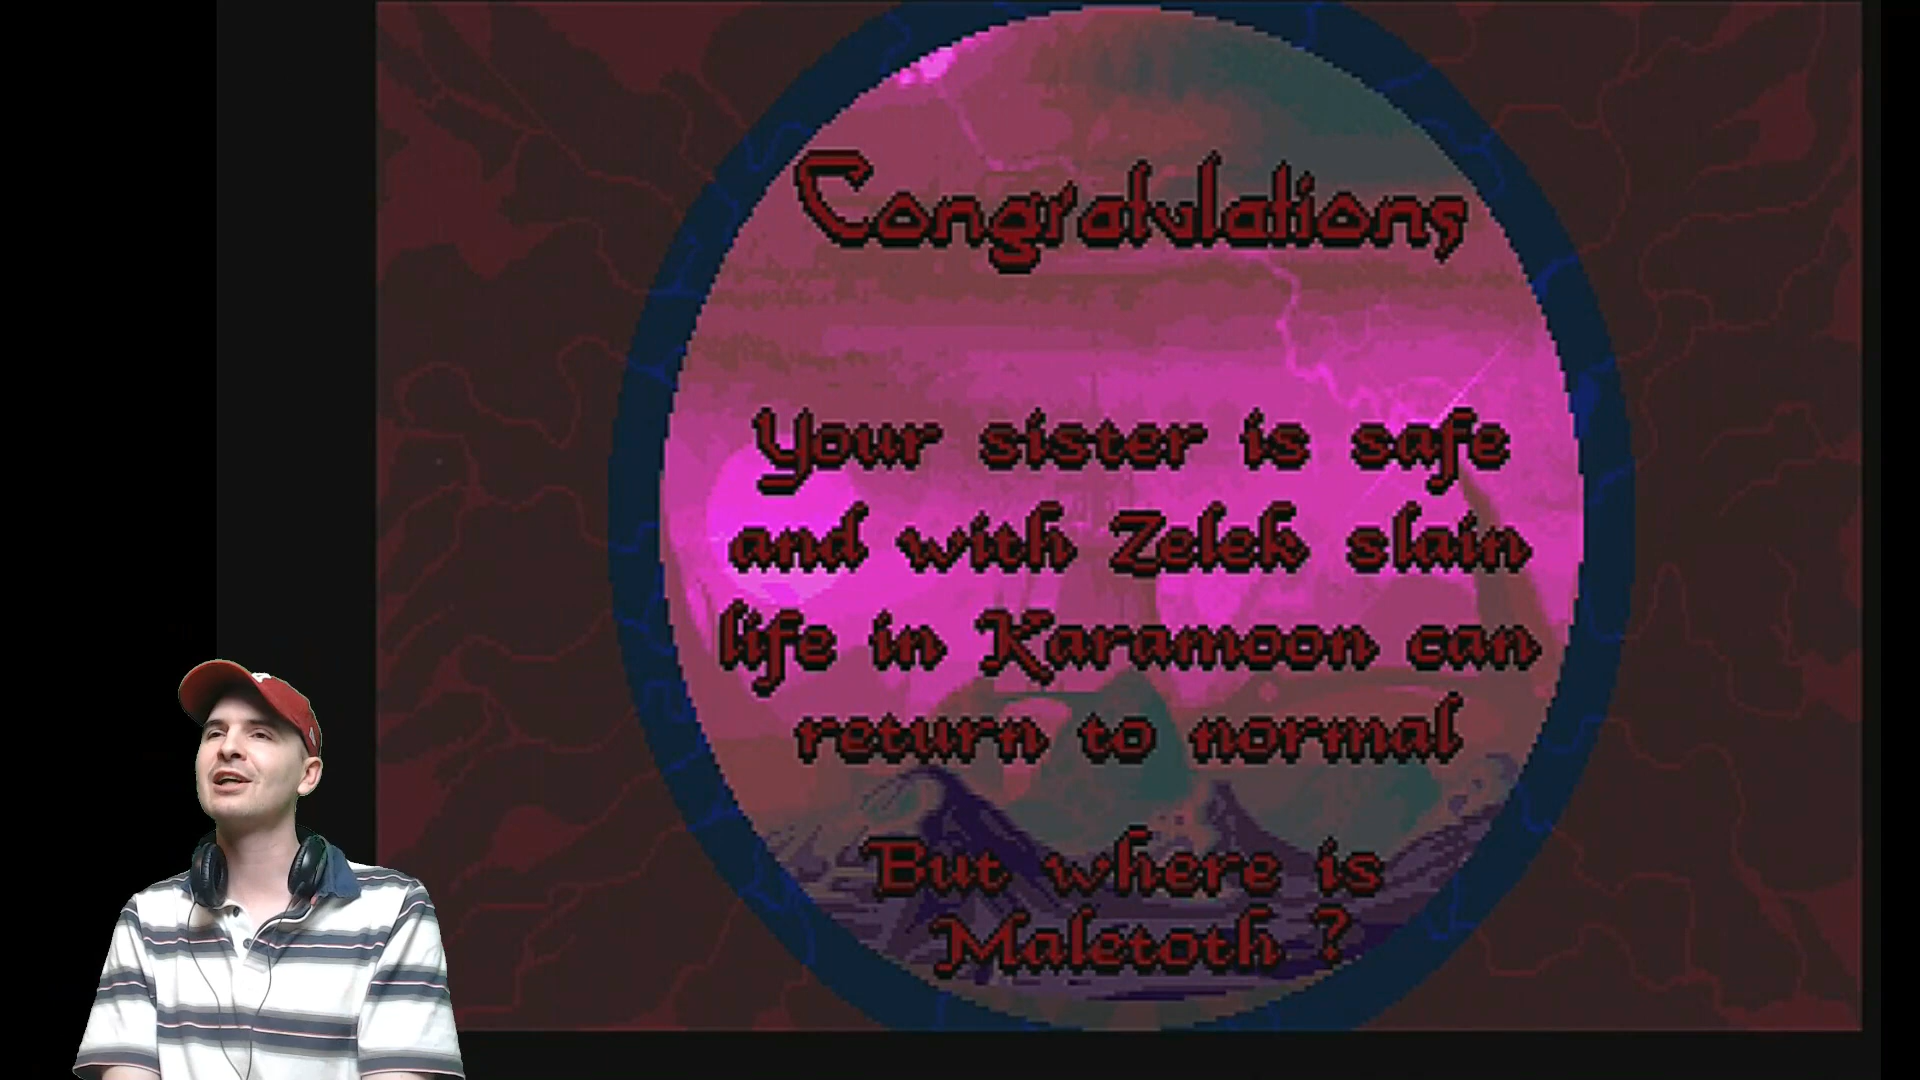 Congratulations
Your sister is safe
and with Zelek slain
life in Karamoon can
return to normal
But where is
Maletoth ?